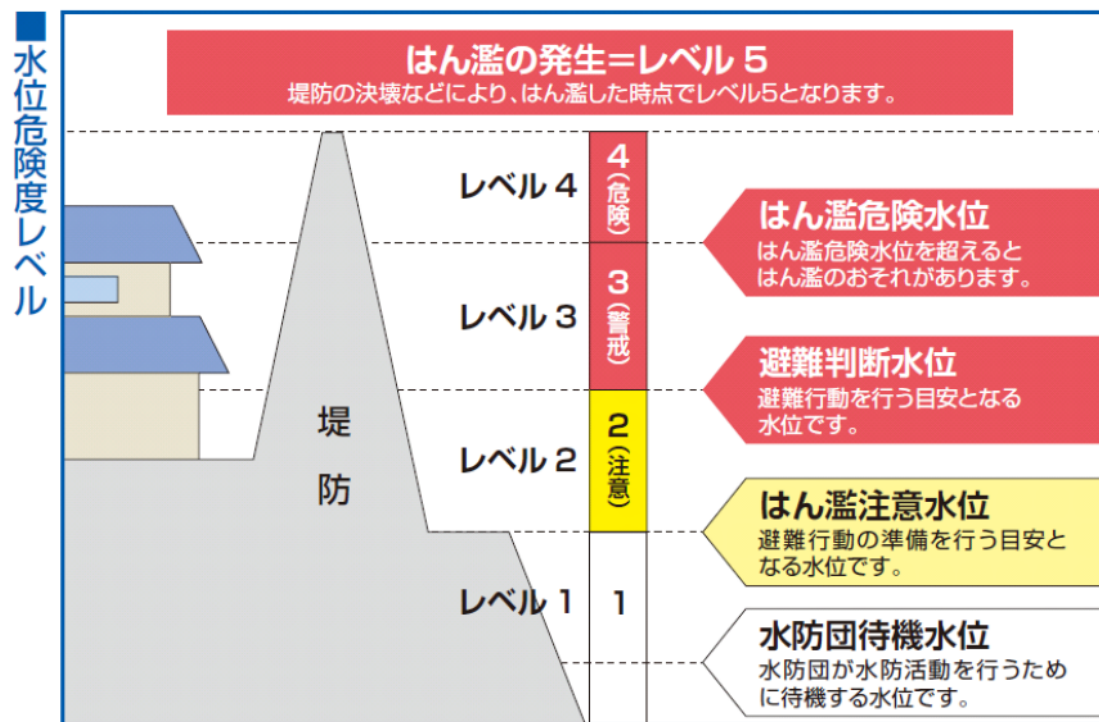 ■水位危険度レベル
はん濫の発生＝レベル5
堤防の決壊などにより、はん濫した時点でレベル5となります。
レベル4
4(危険)
はん濫危険水位
はん濫危険水位を超えると
はん濫のおそれがあります。
レベル3
3(警戒)
避難判断水位
避難行動を行う目安となる
水位です。
堤防
レベル2
2(注意)
はん濫注意水位
避難行動の準備を行う目安と
なる水位です。
レベル1
1
水防団待機水位
水防団が水防活動を行うため
に待機する水位です。